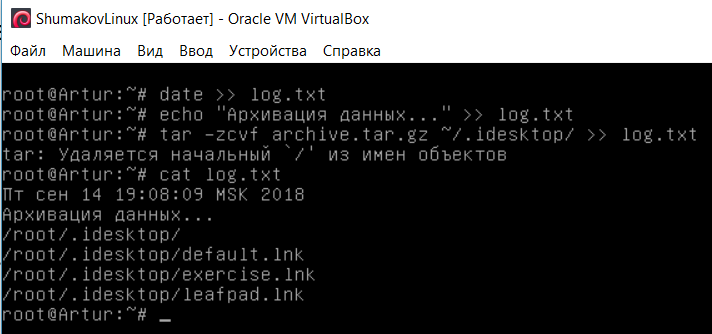 ShumakovLinux [Работает] - Oracle VM VirtualBox
Файл Машина Вид Ввод Устройства Справка
root@Artur:~# date >> log.txt
root@Artur:~# echo "Архивация данных..." >> log.txt
root@Artur:~# tar -zcvf archive.tar.gz ~/.idesktop/ >> log.txt
tar: Удаляется начальный `/' из имен объектов
root@Artur:~# cat log.txt
Пт сен 14 19:08:09 MSK 2018
Архивация данных...
/root/.idesktop/
/root/.idesktop/default.lnk
/root/.idesktop/exercise.lnk
/root/.idesktop/leafpad.lnk
root@Artur:~# _